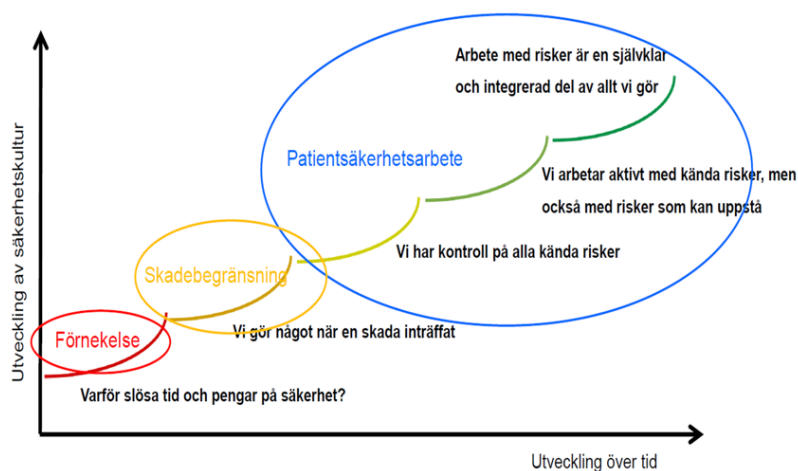 Arbete med risker är en självklar
och integrerad del av allt vi gör
Patientsäkerhetsarbete
Vi arbetar aktivt med kända risker, men
också med risker som kan uppstå
Vi har kontroll på alla kända risker
Skadebegränsning
Vi gör något när en skada inträffat
Förnekelse
Varför slösa tid och pengar på säkerhet?
Utveckling av säkerhetskultur
Utveckling över tid